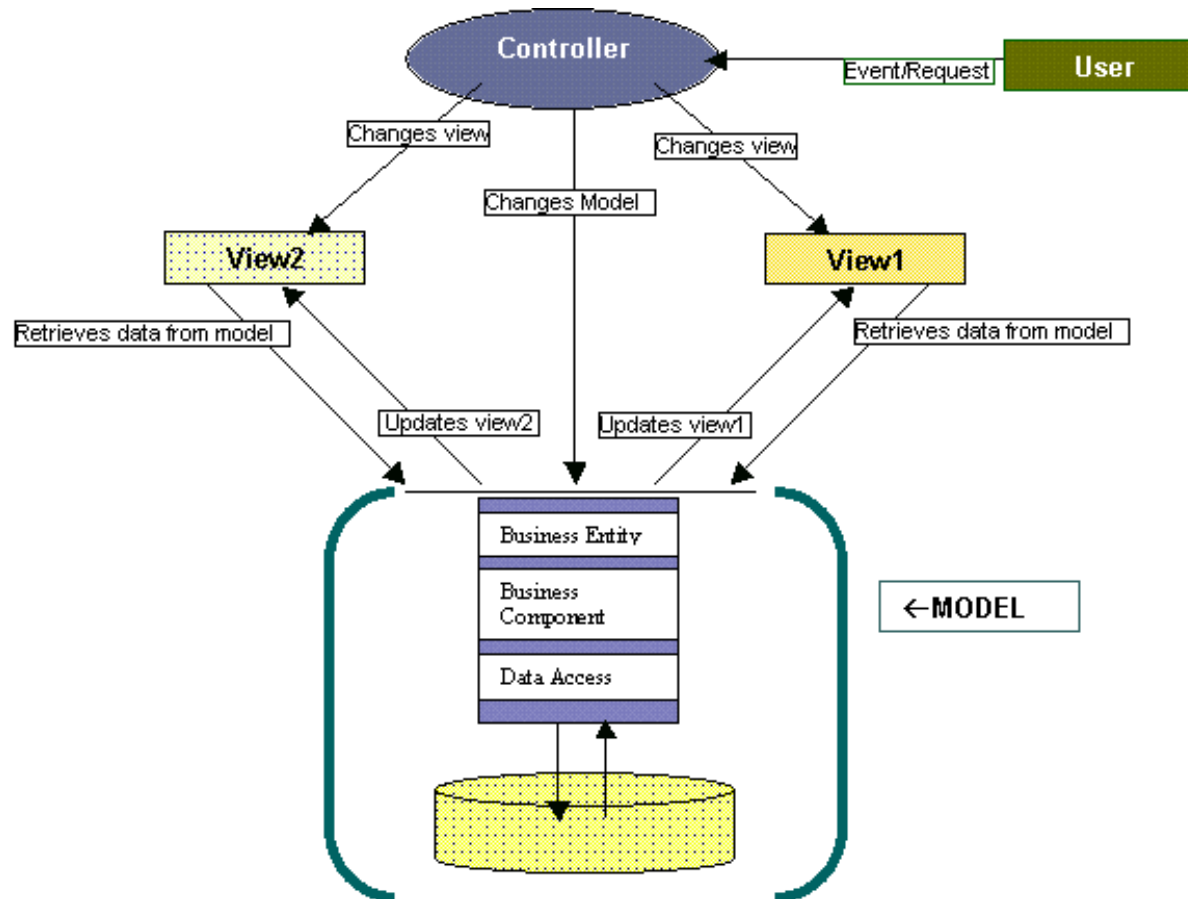 Controller
Event/Request
User
Changes view
Changes view
Changes Model
View2
View1
Retrieves data from model
Retrieves data from model
Updates view2
Updates view1
Business Entity
Business
Component
Data Access
←MODEL